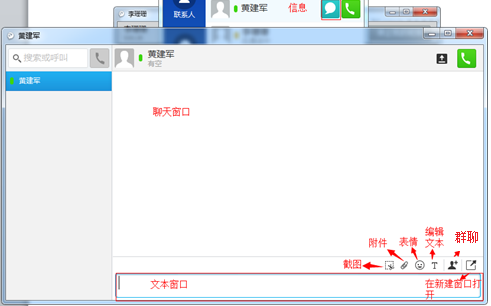 李珊珊
联系人
黄建军
信息
黄建军
搜索或呼叫
黄建军
有空
黄建军
聊天窗口
附件
表情
编辑
文本
群聊
截图
T
文本窗口
在新建窗口打
开